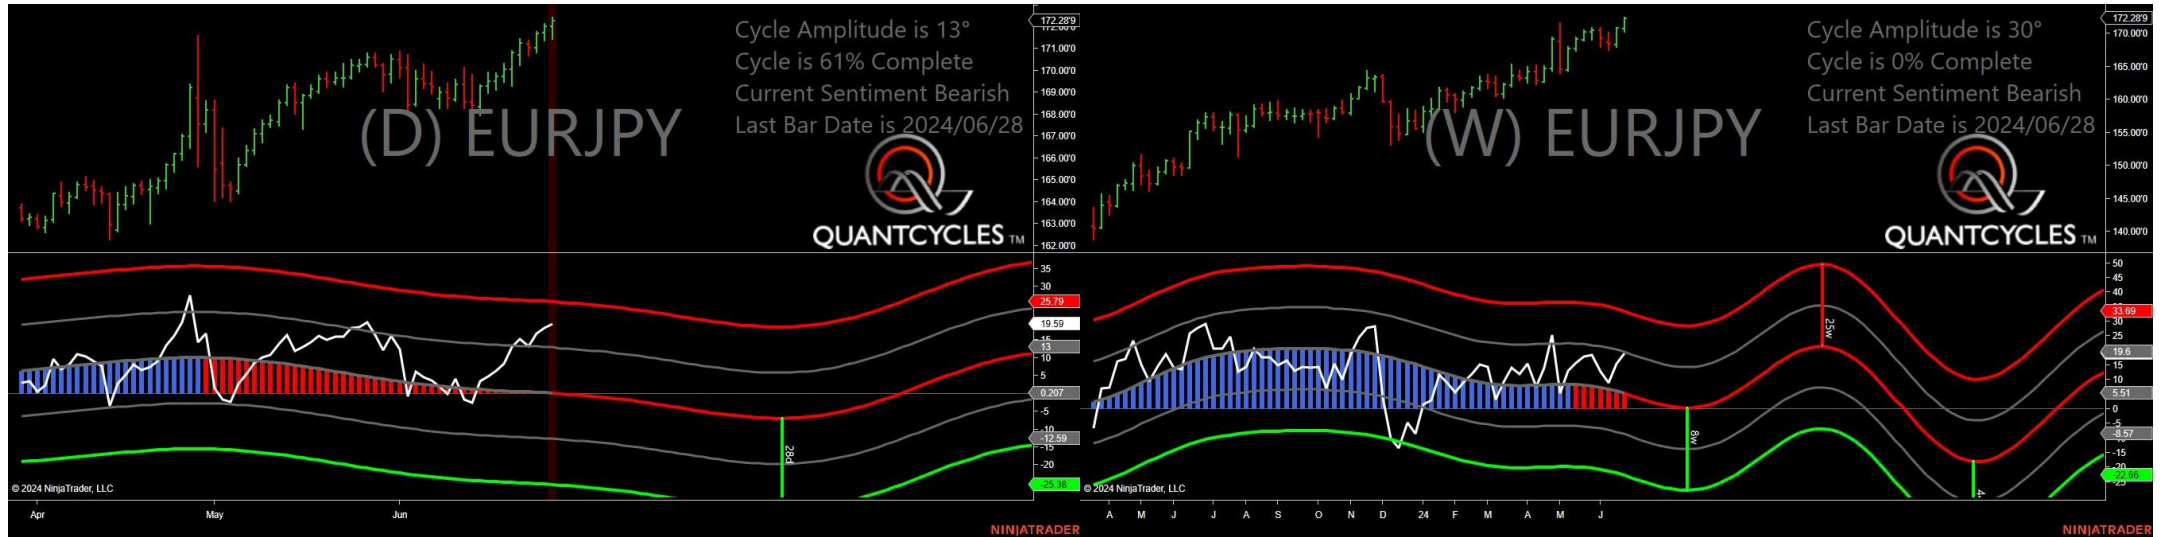 Cycle Amplitude is 13°
Cycle is 61% Complete
Current Sentiment Bearish
Last Bar Date is 2024/06/28
(D) EURJPY
QUANTCYCLES TM
172.28'9
171.00'0
170.00'0
169.00'0
168.00'0
167.00'0
166.00'0
165.00'0
164.00'0
163.00'0
162.00'0
35
30
25.79
19.59
15
13
10
5
0.207
-5
-10
-12.59
-15
-20
-25.38
28d
© 2024 NinjaTrader, LLC
Apr May Jun
NINJATRADER
Cycle Amplitude is 30°
Cycle is 0% Complete
Current Sentiment Bearish
Last Bar Date is 2024/06/28
(W) EURJPY
QUANTCYCLES TM
172.28'9
170.00'0
165.00'0
160.00'0
155.00'0
150.00'0
145.00'0
140.00'0
50
45
40
33.69
30
25
19.6
15
10
5.51
0
-5
-8.57
-15
-20
-22.66
-25
25w
8w
© 2024 NinjaTrader, LLC
A M J J A S O N D 24 F M A M J
NINJATRADER